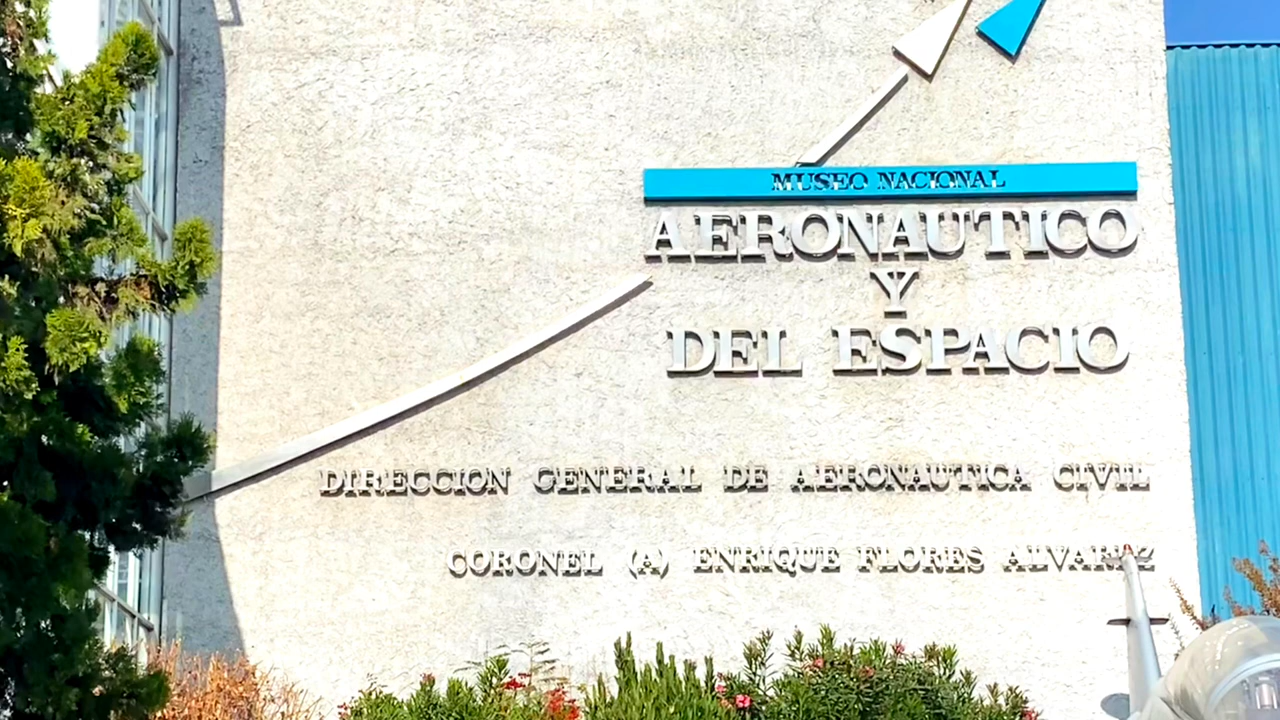 MUSEO NACIONAL
AERONAUTICO
Y
DEL ESPACIO
DIRECCION GENERAL DE AERONAUTICA CIVIL
CORONEL (A) ENRIQUE FLORES ALVAREZ